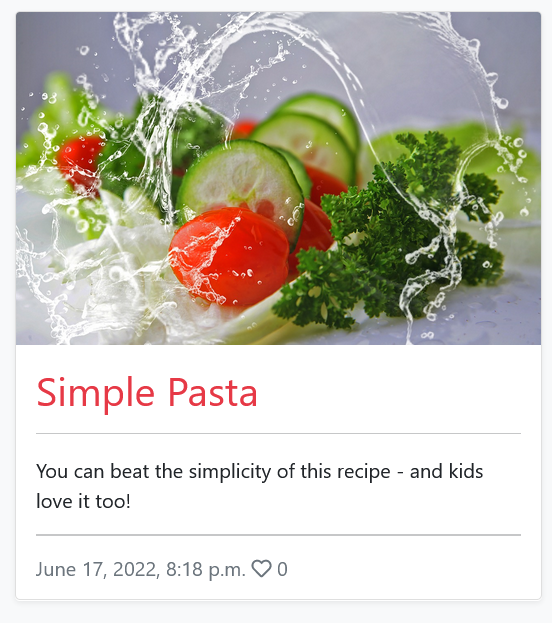 Simple Pasta
You can beat the simplicity of this recipe - and kids
love it too!
June 17, 2022, 8:18 p.m. 0